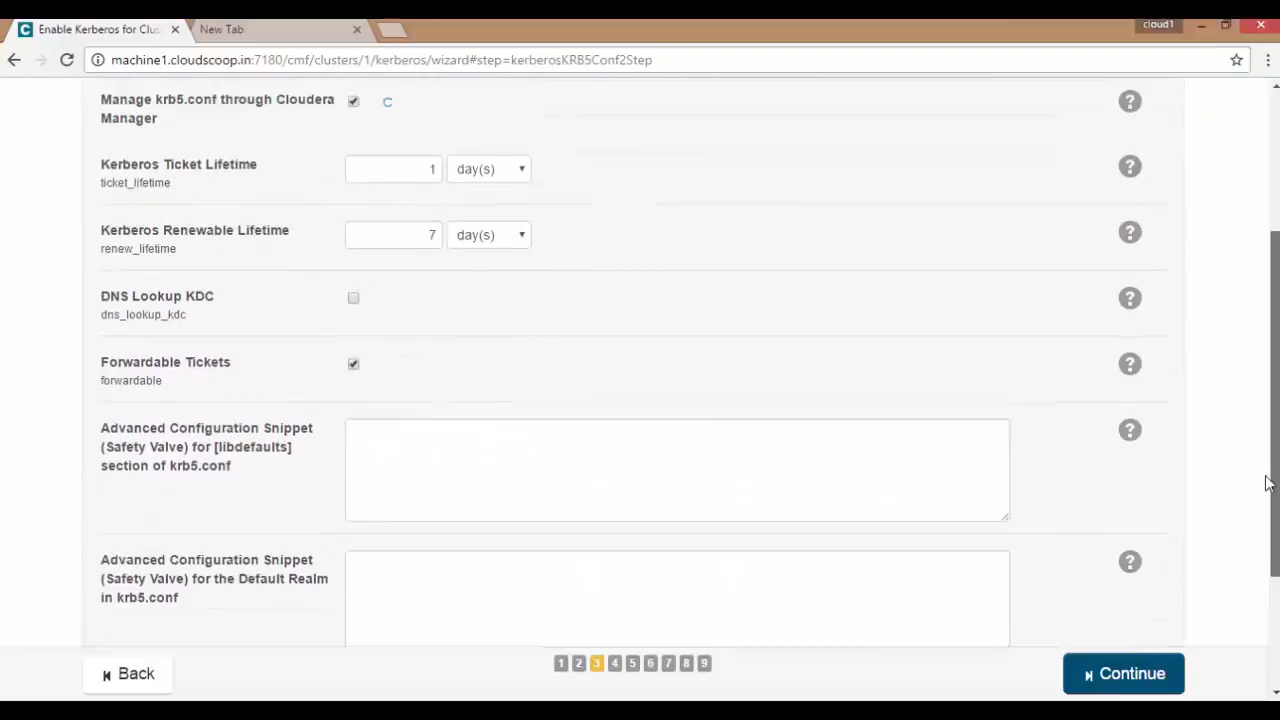 Enable Kerberos for Clus
New Tab
cloud1
machine1.cloudscoop.in:7180/cmf/clusters/1/kerberos/wizard#step=kerberosKRB5Conf2Step
Manage krb5.conf through Cloudera
Manager
Kerberos Ticket Lifetime
ticket_lifetime
1
day(s)
Kerberos Renewable Lifetime
renew_lifetime
7
day(s)
DNS Lookup KDC
dns_lookup_kdc
Forwardable Tickets
forwardable
Advanced Configuration Snippet
(Safety Valve) for [libdefaults]
section of krb5.conf
Advanced Configuration Snippet
(Safety Valve) for the Default Realm
in krb5.conf
Back
1 2 3 4 5 6 7 8 9
Continue